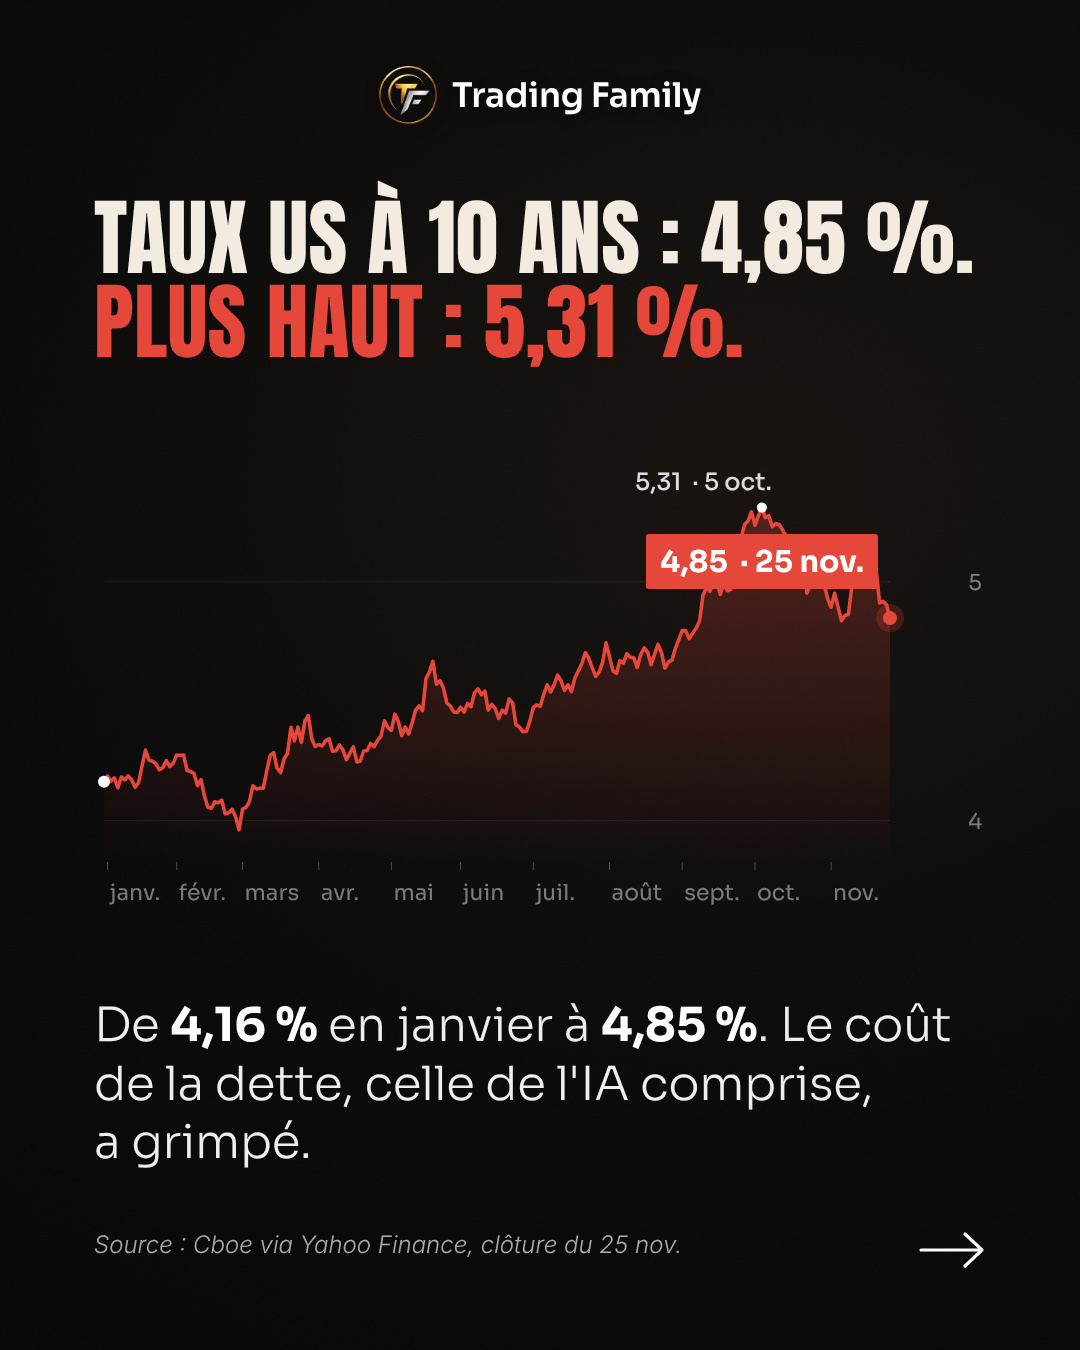 TF Trading Family
TAUX US À 10 ANS : 4,85 %.
PLUS HAUT : 5,31 %.
5,31 · 5 oct.
4,85 · 25 nov.
5
4
janv. févr. mars avr. mai juin juil. août sept. oct. nov.
De 4,16 % en janvier à 4,85 %. Le coût
de la dette, celle de l'IA comprise,
a grimpé.
Source : Cboe via Yahoo Finance, clôture du 25 nov.